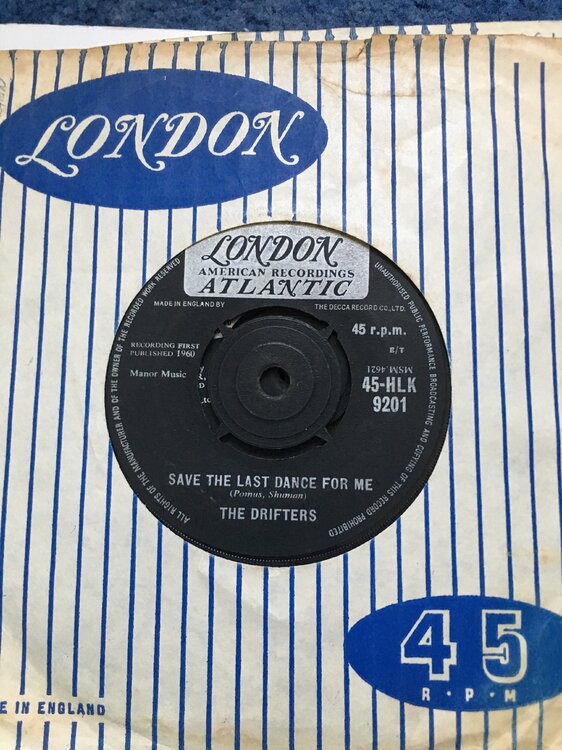 LONDON
LONDON
AMERICAN RECORDINGS
ATLANTIC
MADE IN ENGLAND BY
THE DECCA RECORD CO., LTD.
45 r.p.m.
RECORDING FIRST
PUBLISHED 1960
E/T
MSM.4621
Manor Music
45-HLK
9201
SAVE THE LAST DANCE FOR ME
(Pomus, Shuman)
THE DRIFTERS
ALL RIGHTS OF THE MANUFACTURER AND OF THE OWNER OF THE RECORDED WORK RESERVED
UNAUTHORISED PUBLIC PERFORMANCE BROADCASTING AND COPYING OF THIS RECORD PROHIBITED
45
R·P·M
E IN ENGLAND